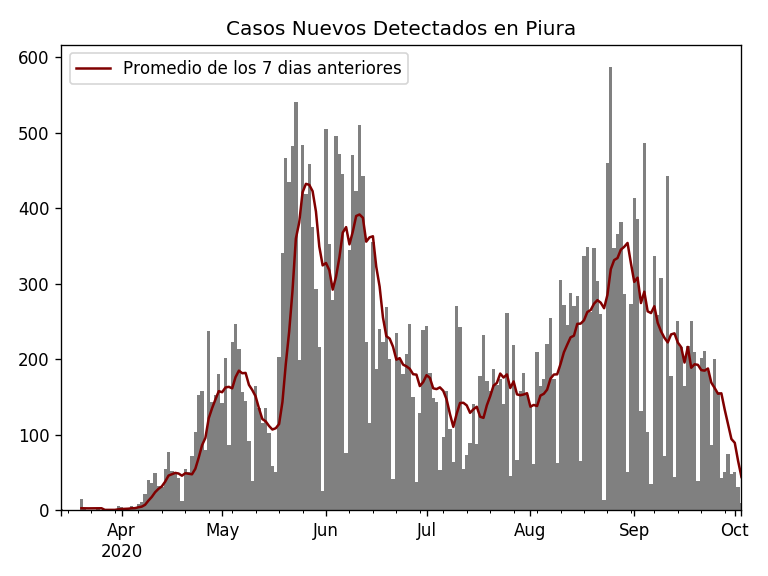 Casos Nuevos Detectados en Piura
Promedio de los 7 dias anteriores
600
500
400
300
200
100
0
Apr May Jun Jul Aug Sep Oct
2020